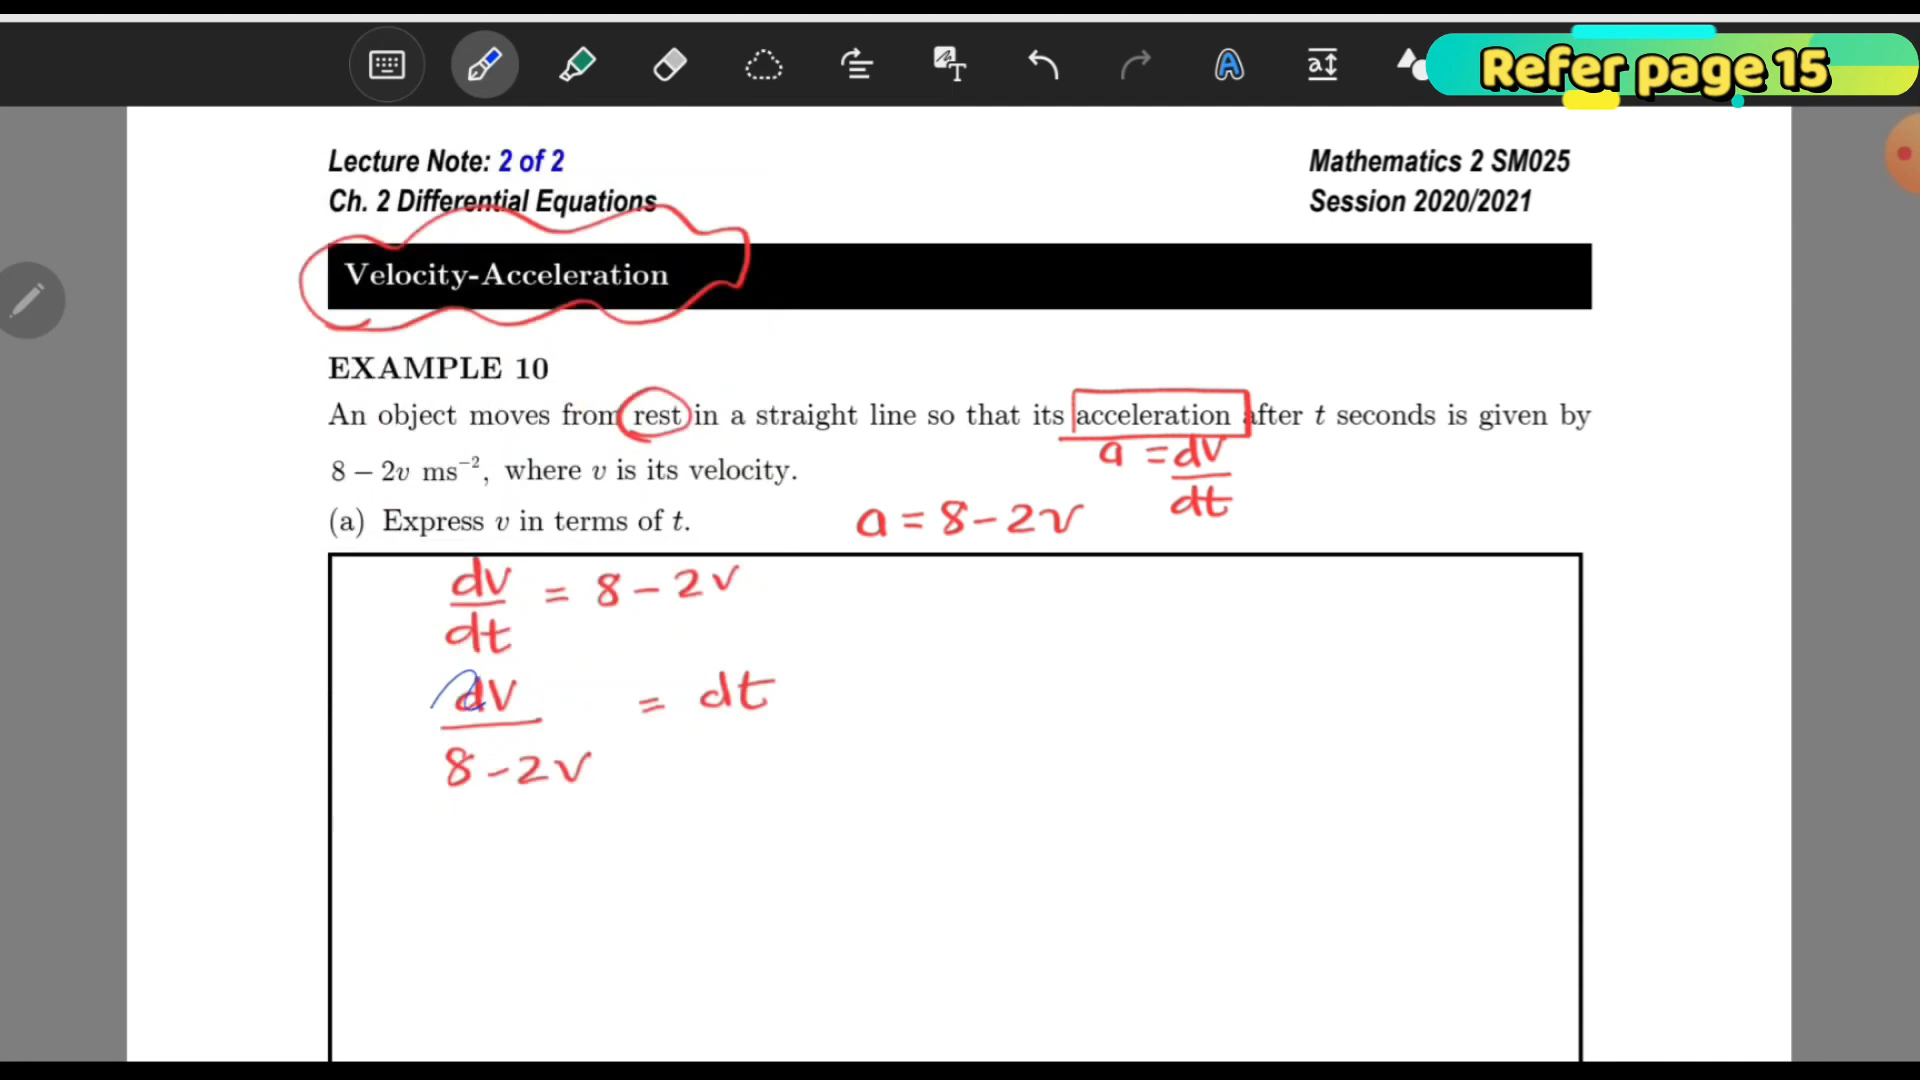 Refer page 15
Lecture Note: 2 of 2
Mathematics 2 SM025
Ch. 2 Differential Equations
Session 2020/2021
Velocity-Acceleration
EXAMPLE 10
An object moves from rest in a straight line so that its acceleration after t seconds is given by
a = dv/dt
8 − 2v ms⁻², where v is its velocity.
(a) Express v in terms of t.
a = 8 − 2v
dv/dt = 8 − 2v
dv/(8 − 2v) = dt